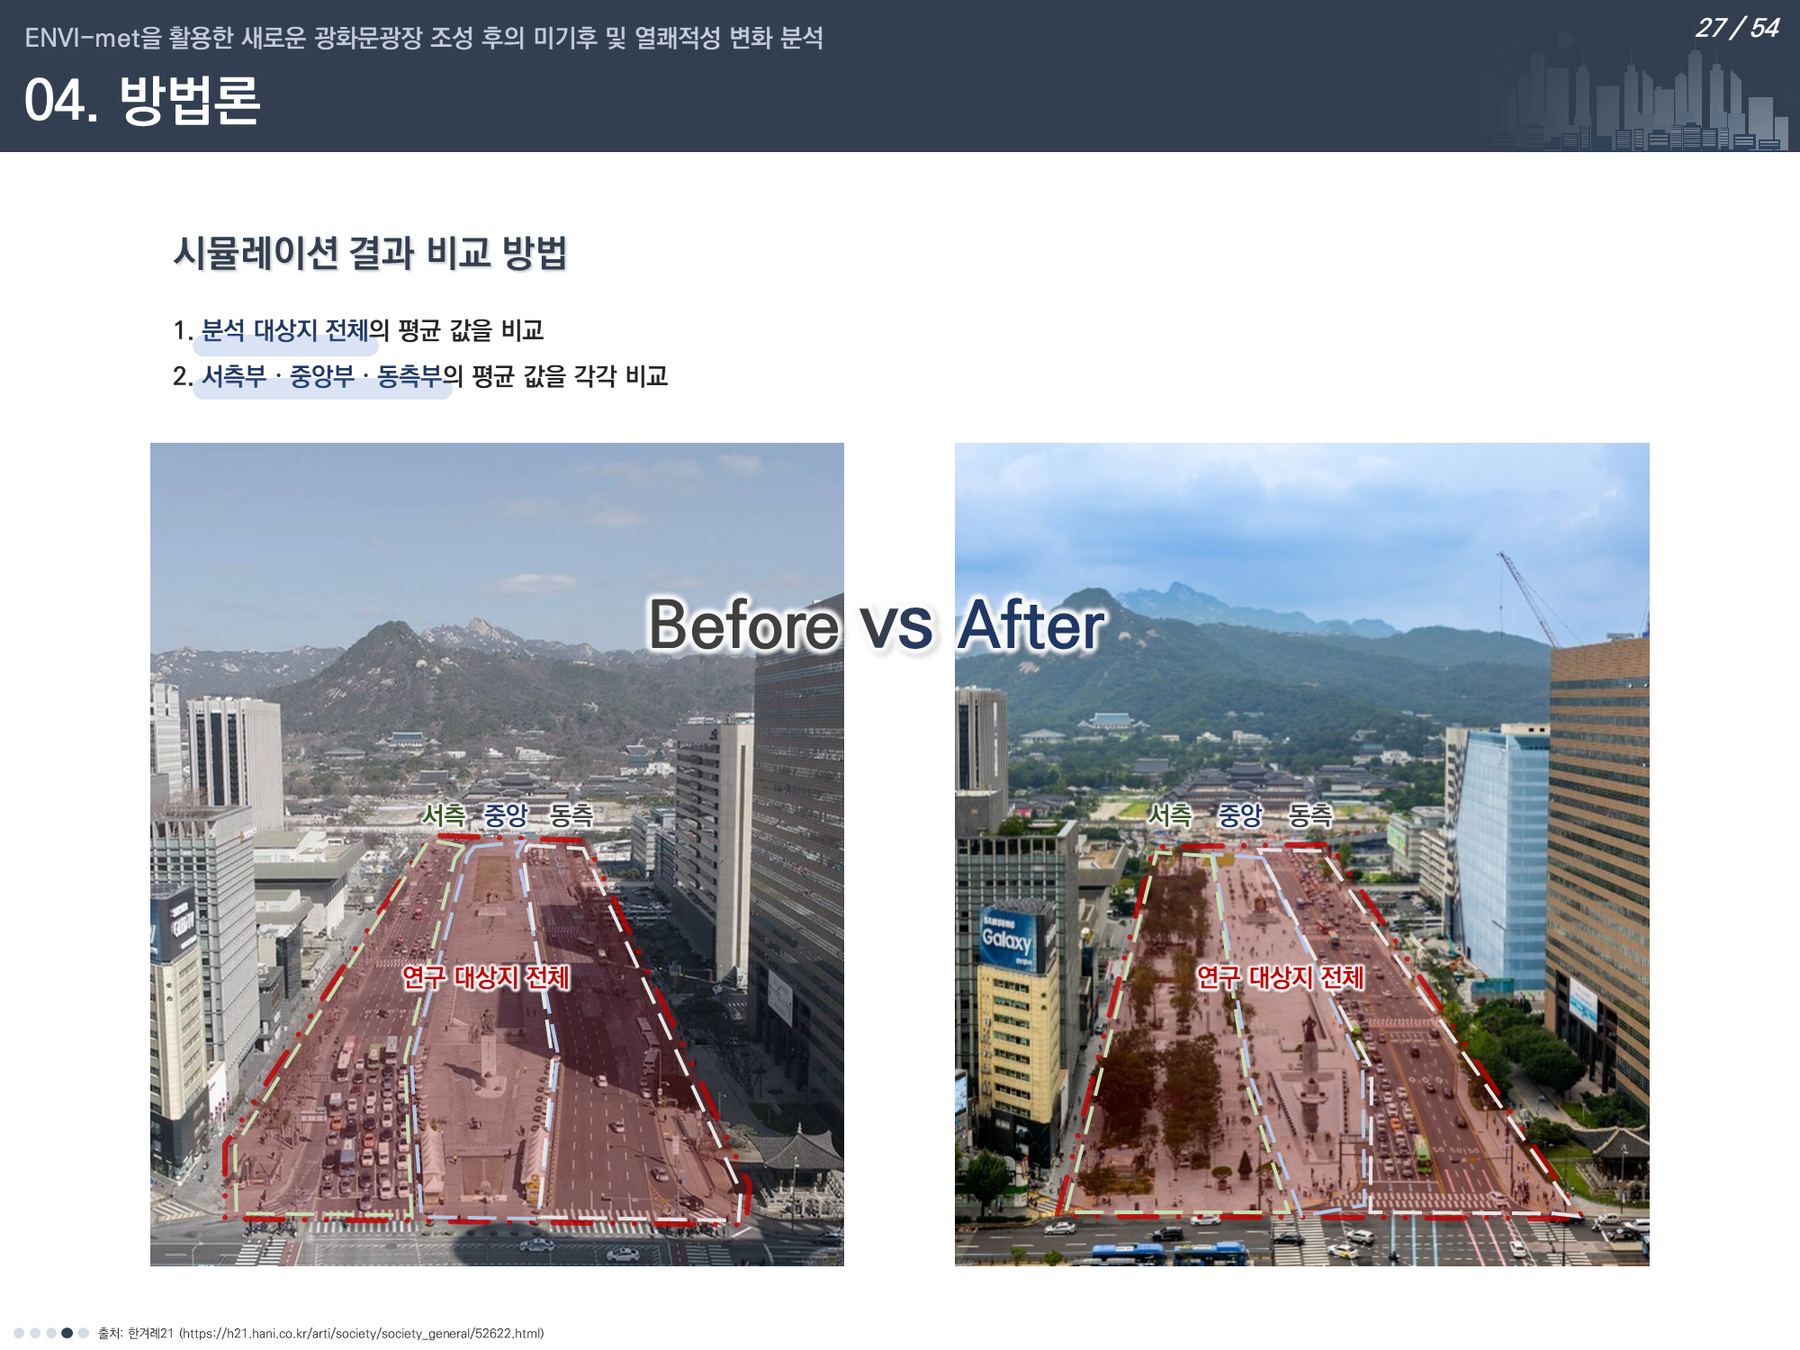 ENVI-met을 활용한 새로운 광화문광장 조성 후의 미기후 및 열쾌적성 변화 분석
27 / 54
04. 방법론
시뮬레이션 결과 비교 방법
1. 분석 대상지 전체의 평균 값을 비교
2. 서측부 · 중앙부 · 동측부의 평균 값을 각각 비교
Before vs After
서측 중앙 동측
연구 대상지 전체
서측 중앙 동측
SAMSUNG
Galaxy
연구 대상지 전체
출처: 한겨레21 (https://h21.hani.co.kr/arti/society/society_general/52622.html)